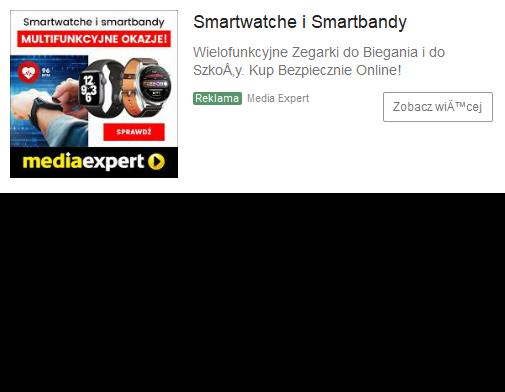 Smartwatche i smartbandy
MULTIFUNKCYJNE OKAZJE!
96
SPRAWDŹ
mediaexpert
Smartwatche i Smartbandy
Wielofunkcyjne Zegarki do Biegania i do
SzkoÅ‚y. Kup Bezpiecznie Online!
Reklama Media Expert
Zobacz wiÄ™cej